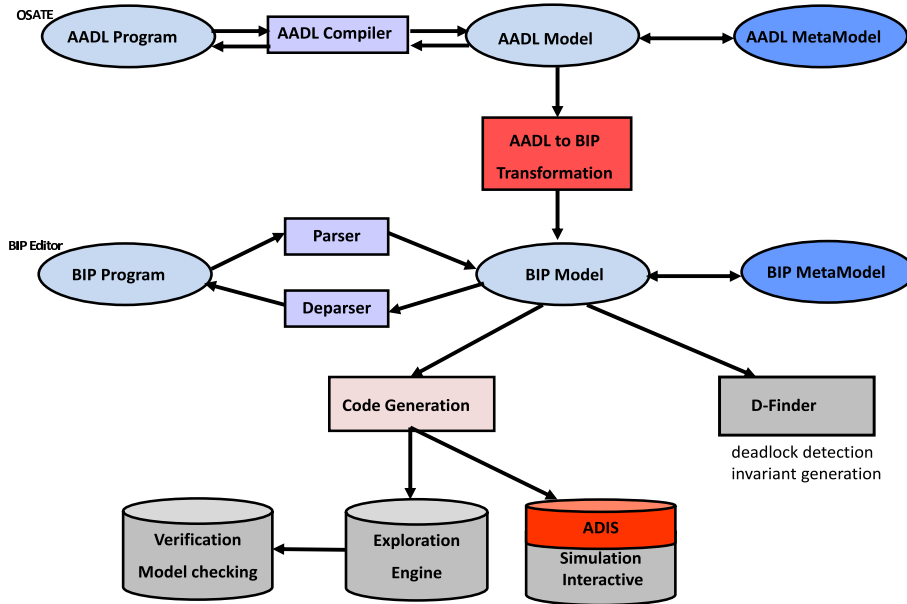 OSATE
AADL Program
AADL Compiler
AADL Model
AADL MetaModel
AADL to BIP
Transformation
BIP Editor
BIP Program
Parser
Deparser
BIP Model
BIP MetaModel
Code Generation
D-Finder
deadlock detection
invariant generation
Verification
Model checking
Exploration
Engine
ADIS
Simulation
Interactive